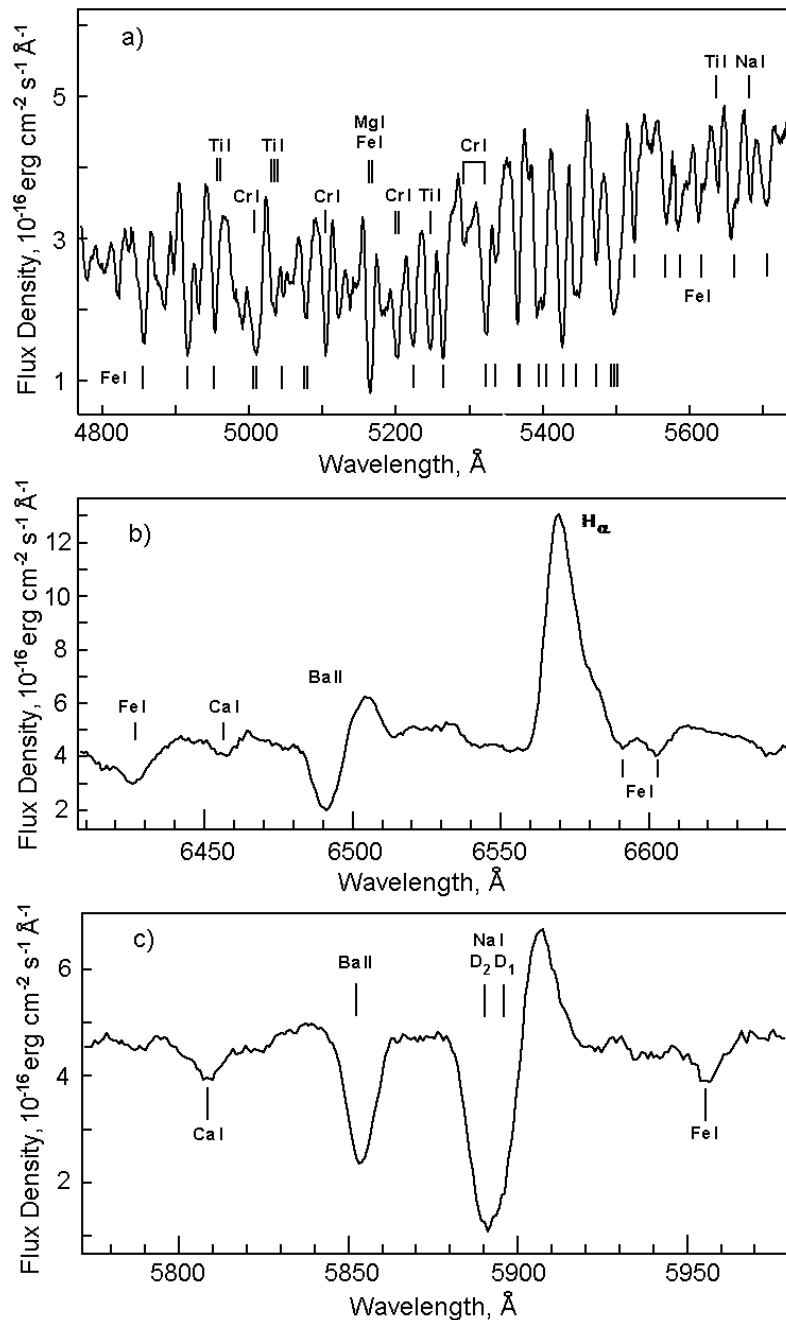 a)
Ti I Na I
5
Mg I
Ti I Ti I Fe I Cr I
Cr I Cr I Cr I Ti I
3
Fe I
1
Fe I
4800 5000 5200 5400 5600
Wavelength, Å
Flux Density, 10⁻¹⁶ erg cm⁻² s⁻¹ Å⁻¹
b)
12
Hα
10
8
Ba II
6
Fe I Ca I
4
Fe I
2
6450 6500 6550 6600
Wavelength, Å
Flux Density, 10⁻¹⁶ erg cm⁻² s⁻¹ Å⁻¹
c)
Na I
Ba II D₂ D₁
6
4
Ca I Fe I
2
5800 5850 5900 5950
Wavelength, Å
Flux Density, 10⁻¹⁶ erg cm⁻² s⁻¹ Å⁻¹